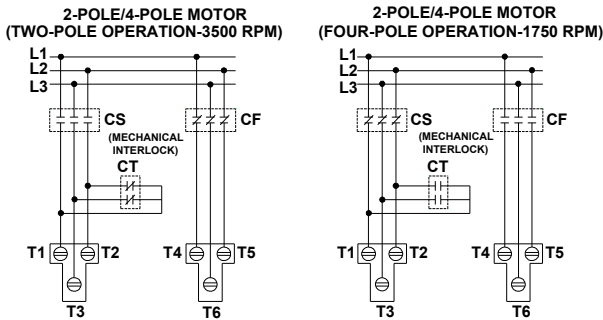 2-POLE/4-POLE MOTOR
(TWO-POLE OPERATION-3500 RPM)
L1
L2
L3
CS
CF
(MECHANICAL
INTERLOCK)
CT
T1
T2
T4
T5
T3
T6
2-POLE/4-POLE MOTOR
(FOUR-POLE OPERATION-1750 RPM)
L1
L2
L3
CS
CF
(MECHANICAL
INTERLOCK)
CT
T1
T2
T4
T5
T3
T6